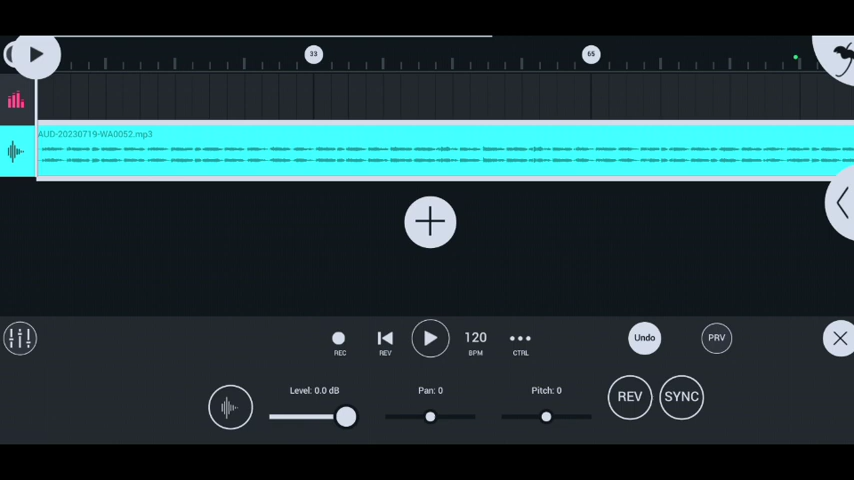 33
65
AUD-20230719-WA0052.mp3
REC
REV
120
BPM
CTRL
Undo
PRV
Level: 0.0 dB
Pan: 0
Pitch: 0
REV
SYNC